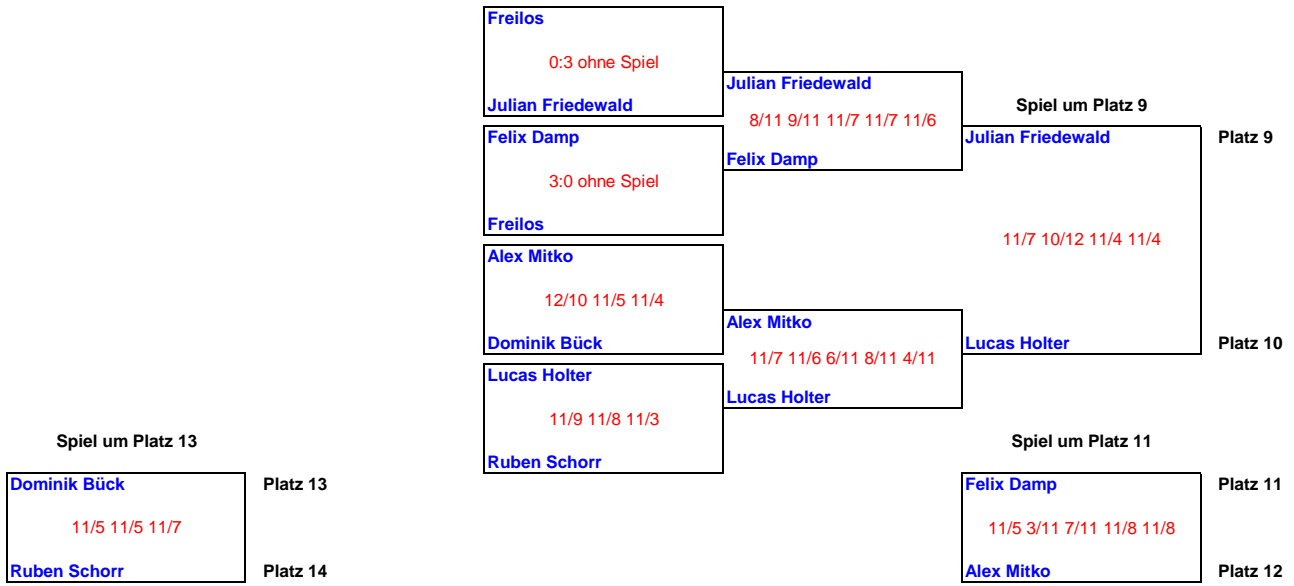 Freilos
0:3 ohne Spiel
Julian Friedewald
Felix Damp
3:0 ohne Spiel
Freilos
Alex Mitko
12/10 11/5 11/4
Dominik Bück
Lucas Holter
11/9 11/8 11/3
Ruben Schorr
Julian Friedewald
8/11 9/11 11/7 11/7 11/6
Felix Damp
Alex Mitko
11/7 11/6 6/11 8/11 4/11
Lucas Holter
Spiel um Platz 9
Julian Friedewald Platz 9
11/7 10/12 11/4 11/4
Lucas Holter Platz 10
Spiel um Platz 13
Dominik Bück Platz 13
11/5 11/5 11/7
Ruben Schorr Platz 14
Spiel um Platz 11
Felix Damp Platz 11
11/5 3/11 7/11 11/8 11/8
Alex Mitko Platz 12